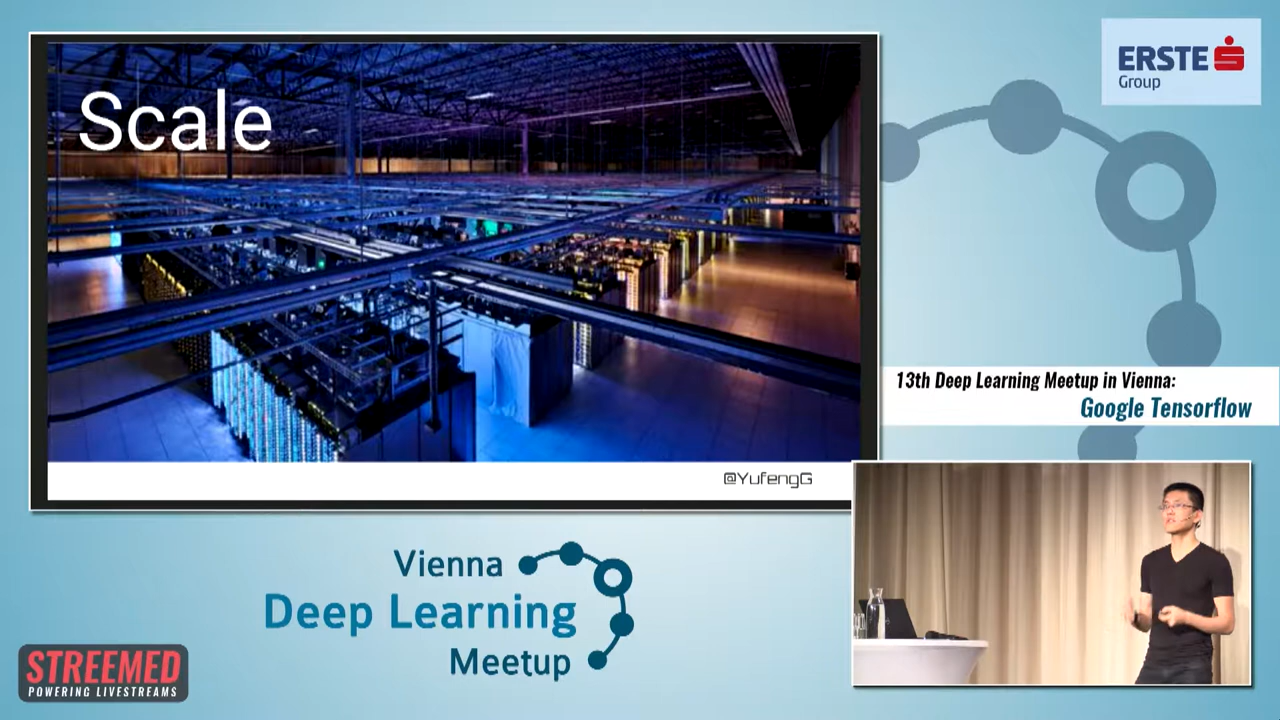 Scale
@YufengG
ERSTE
Group
13th Deep Learning Meetup in Vienna:
Google Tensorflow
Vienna
Deep Learning
Meetup
STREEMED
POWERING LIVESTREAMS